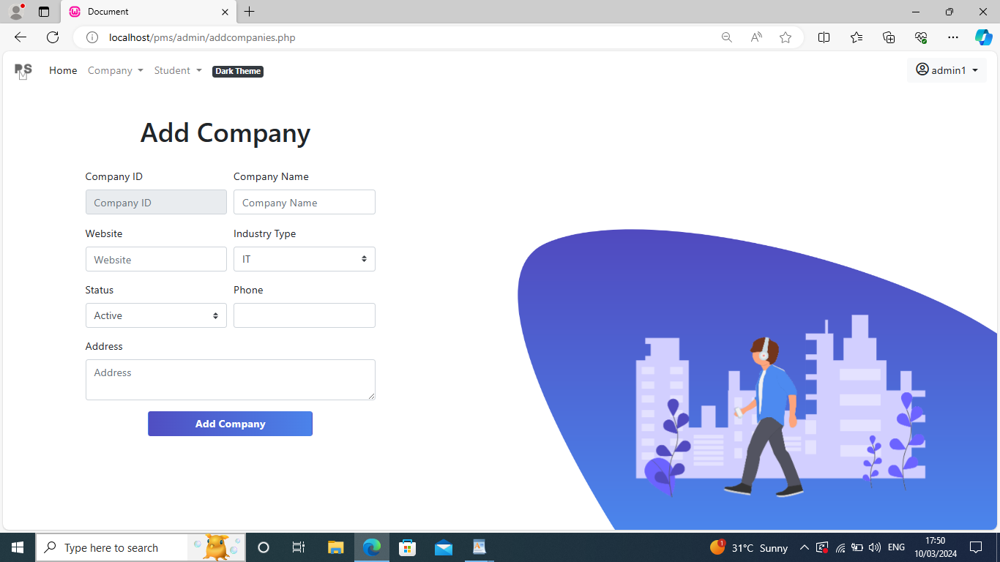 Document
localhost/pms/admin/addcompanies.php
PMS Home Company Student Dark Theme admin1
Add Company
Company ID Company Name
Company ID Company Name
Website Industry Type
Website IT
Status Phone
Active
Address
Address
Add Company
Type here to search 1 31°C Sunny ENG 17:50
10/03/2024